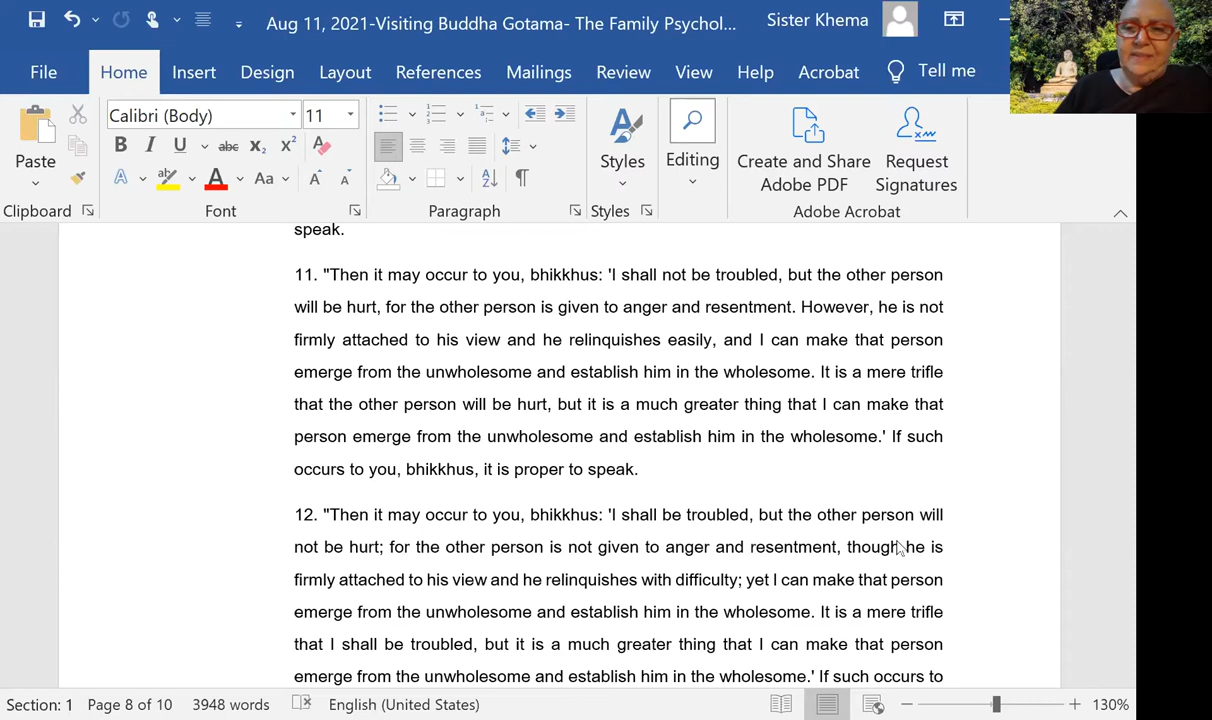 Aug 11, 2021-Visiting Buddha Gotama- The Family Psychol...
Sister Khema
File Home Insert Design Layout References Mailings Review View Help Acrobat Tell me
Calibri (Body) 11
Paste
B I U abc x₂ x² A
A ab A Aa A A
Styles
Editing
Create and Share Adobe PDF
Request Signatures
Clipboard Font Paragraph Styles Adobe Acrobat
speak.
11. "Then it may occur to you, bhikkhus: 'I shall not be troubled, but the other person
will be hurt, for the other person is given to anger and resentment. However, he is not
firmly attached to his view and he relinquishes easily, and I can make that person
emerge from the unwholesome and establish him in the wholesome. It is a mere trifle
that the other person will be hurt, but it is a much greater thing that I can make that
person emerge from the unwholesome and establish him in the wholesome.' If such
occurs to you, bhikkhus, it is proper to speak.
12. "Then it may occur to you, bhikkhus: 'I shall be troubled, but the other person will
not be hurt; for the other person is not given to anger and resentment, though he is
firmly attached to his view and he relinquishes with difficulty; yet I can make that person
emerge from the unwholesome and establish him in the wholesome. It is a mere trifle
that I shall be troubled, but it is a much greater thing that I can make that person
emerge from the unwholesome and establish him in the wholesome.' If such occurs to
Section: 1 Page 8 of 10 3948 words English (United States) 130%